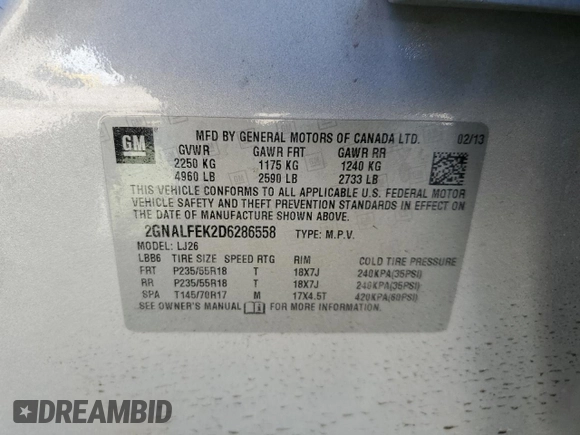 GM
MFD BY GENERAL MOTORS OF CANADA LTD. 02/13
GVWR GAWR FRT GAWR RR
2250 KG 1175 KG 1240 KG
4960 LB 2590 LB 2733 LB
THIS VEHICLE CONFORMS TO ALL APPLICABLE U.S. FEDERAL MOTOR
VEHICLE SAFETY AND THEFT PREVENTION STANDARDS IN EFFECT ON
THE DATE OF MANUFACTURE SHOWN ABOVE.
2GNALFEK2D6286558 TYPE: M.P.V.
MODEL: LJ26
LBB6 TIRE SIZE SPEED RTG RIM COLD TIRE PRESSURE
FRT P235/55R18 T 18X7J 240KPA(35PSI)
RR P235/55R18 T 18X7J 240KPA(35PSI)
SPA T145/70R17 M 17X4.5T 420KPA(60PSI)
SEE OWNER'S MANUAL FOR MORE INFORMATION.
DREAMBID